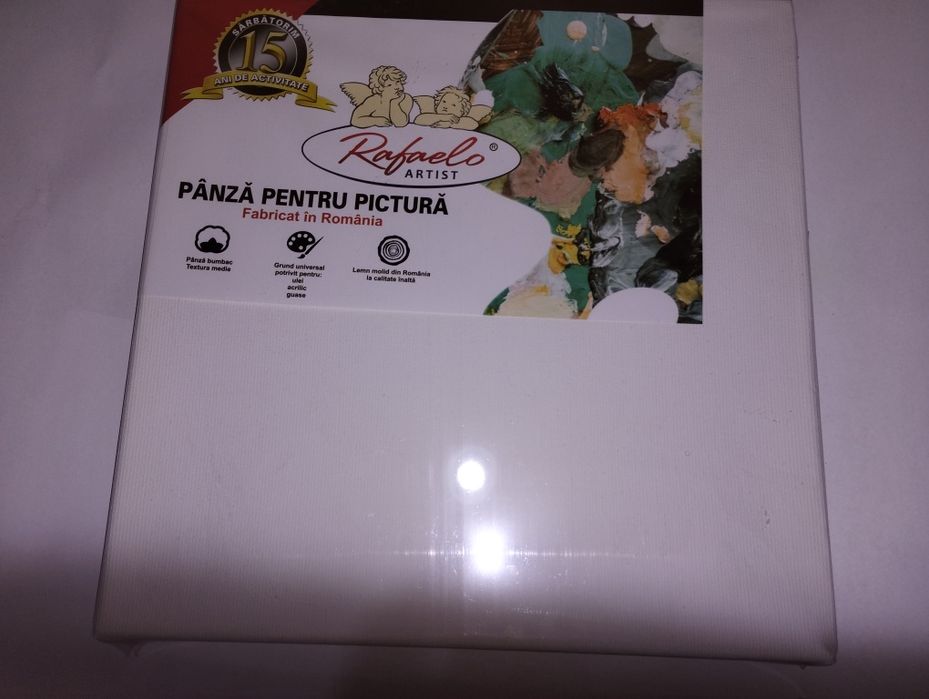 SĂRBĂTORIM
15
ANI DE ACTIVITATE
Rafaelo®
ARTIST
PÂNZĂ PENTRU PICTURĂ
Fabricat în România
Pânză bumbac
Textura medie
Grund universal
potrivit pentru:
ulei
acrilic
guase
Lemn molid din România
la calitate înaltă